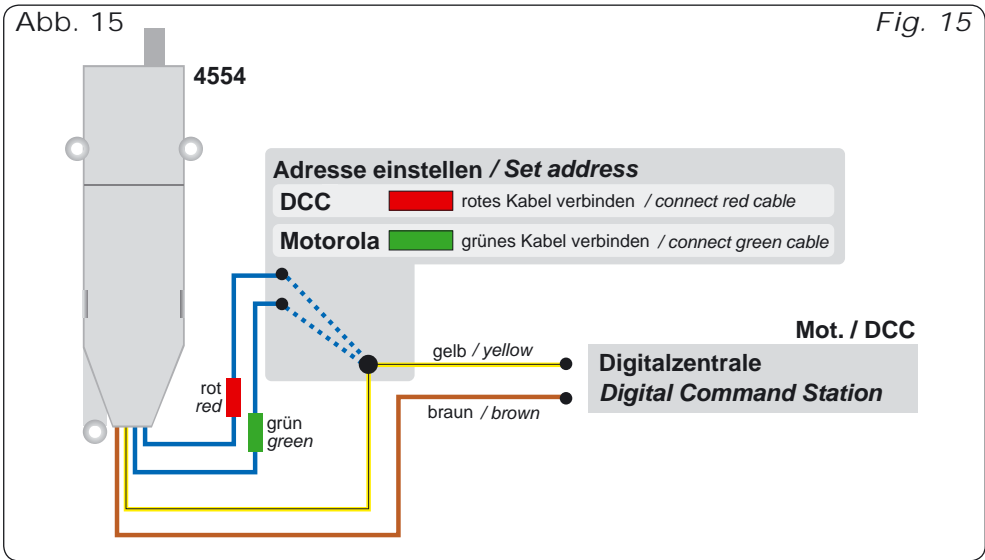 Abb. 15
Fig. 15
4554
Adresse einstellen / Set address
DCC rotes Kabel verbinden / connect red cable
Motorola grünes Kabel verbinden / connect green cable
Mot. / DCC
gelb / yellow
Digitalzentrale
Digital Command Station
rot
red
braun / brown
grün
green